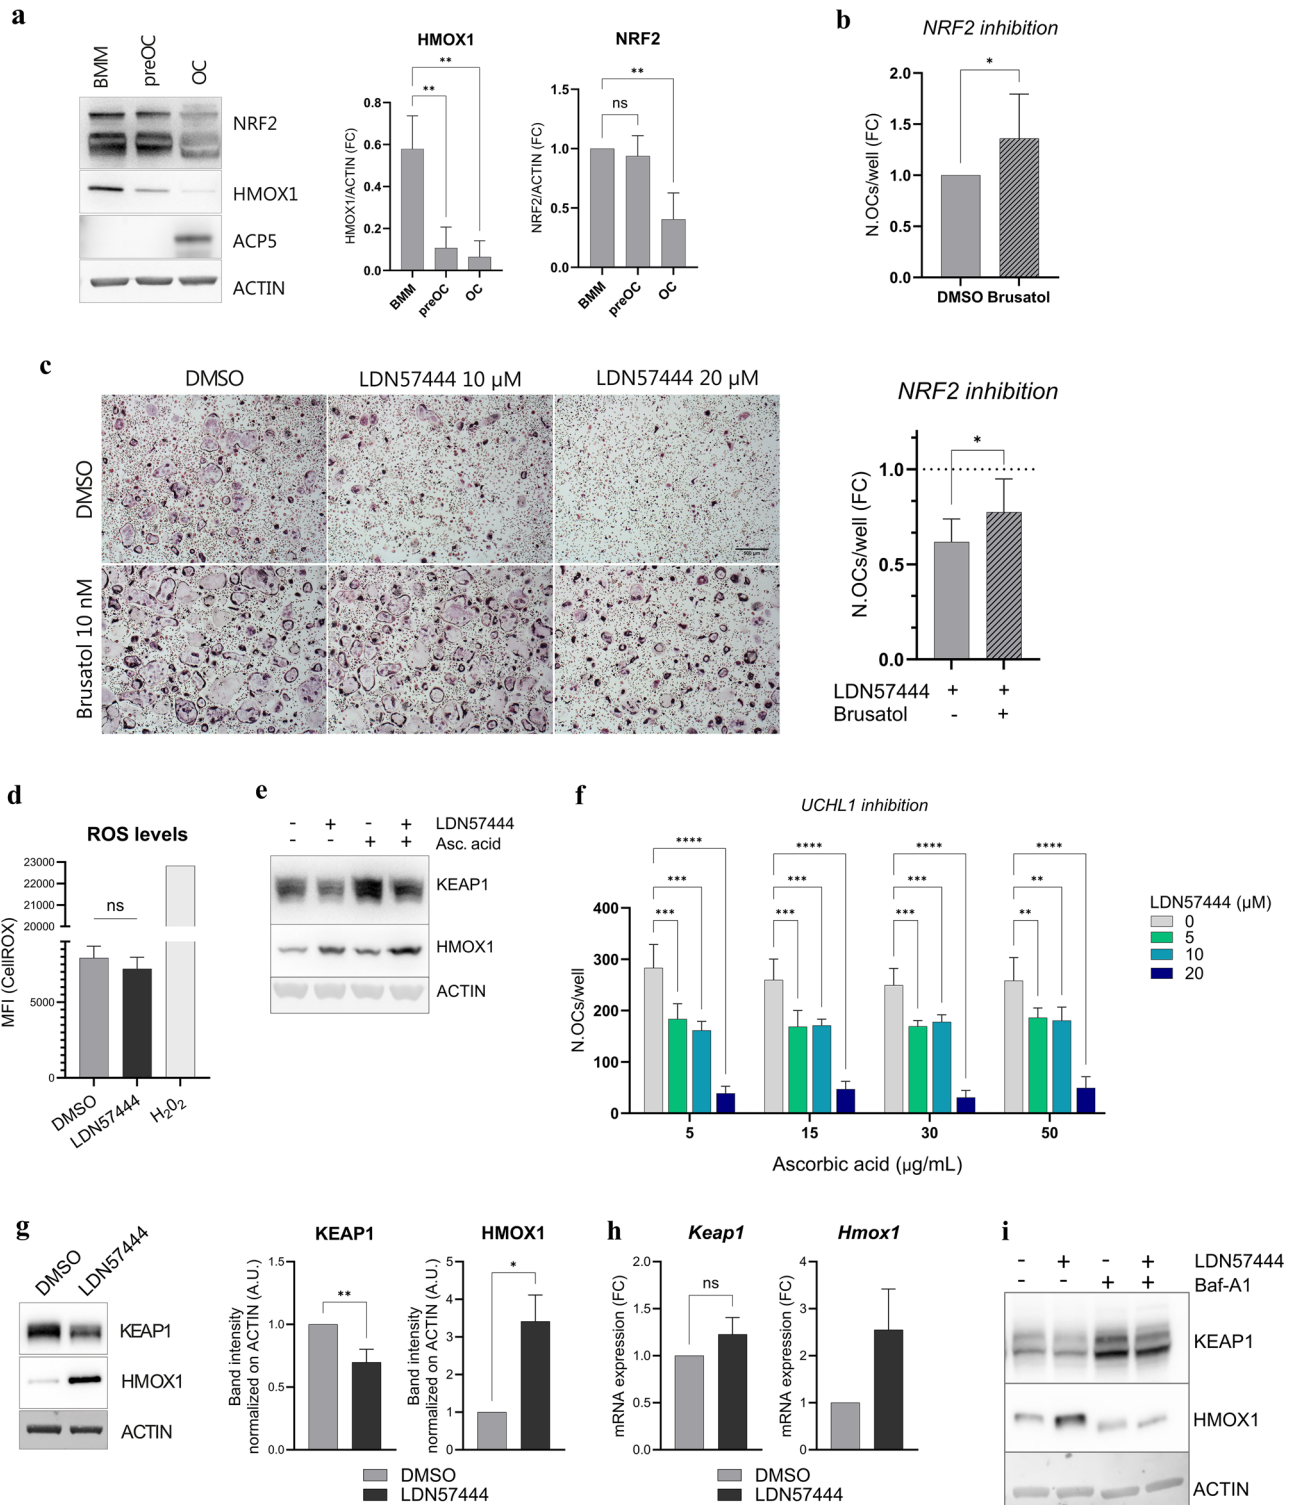 a
BMM
preOC
OC
NRF2
HMOX1
ACP5
ACTIN
HMOX1
**
**
HMOX1/ACTIN (FC)
0.8
0.6
0.4
0.2
0.0
BMM
preOC
OC
NRF2
**
ns
NRF2/ACTIN (FC)
1.5
1.0
0.5
0.0
BMM
preOC
OC
b
NRF2 inhibition
*
N.OCs/well (FC)
2.0
1.5
1.0
0.5
0.0
DMSO Brusatol
c
DMSO
LDN57444 10 µM
LDN57444 20 µM
DMSO
Brusatol 10 nM
NRF2 inhibition
*
N.OCs/well (FC)
1.0
0.5
0.0
LDN57444 + +
Brusatol - +
d
ROS levels
MFI (CellROX)
23000
22000
21000
20000
5000
0
ns
DMSO
LDN57444
H₂0₂
e
- + - + LDN57444
- - + + Asc. acid
KEAP1
HMOX1
ACTIN
f
UCHL1 inhibition
**** **** **** ****
*** *** *** **
*** *** *** **
N.OCs/well
400
300
200
100
0
5 15 30 50
Ascorbic acid (µg/mL)
LDN57444 (µM)
0
5
10
20
g
DMSO
LDN57444
KEAP1
HMOX1
ACTIN
KEAP1
**
Band intensity
normalized on ACTIN (A.U.)
1.5
1.0
0.5
0.0
HMOX1
*
Band intensity
normalized on ACTIN (A.U.)
5
4
3
2
1
0
DMSO
LDN57444
h
Keap1
ns
mRNA expression (FC)
2.0
1.5
1.0
0.5
0.0
Hmox1
mRNA expression (FC)
4
3
2
1
0
DMSO
LDN57444
i
- + - + LDN57444
- - + + Baf-A1
KEAP1
HMOX1
ACTIN